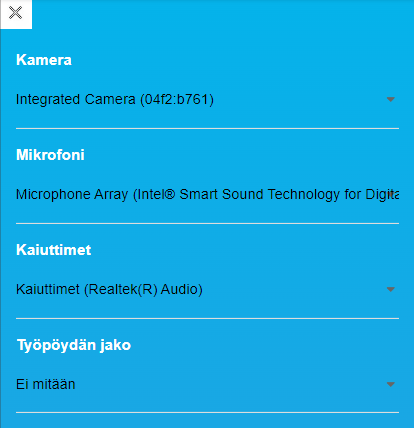 Kamera
Integrated Camera (04f2:b761)
Mikrofoni
Microphone Array (Intel® Smart Sound Technology for Digita
Kaiuttimet
Kaiuttimet (Realtek(R) Audio)
Työpöydän jako
Ei mitään